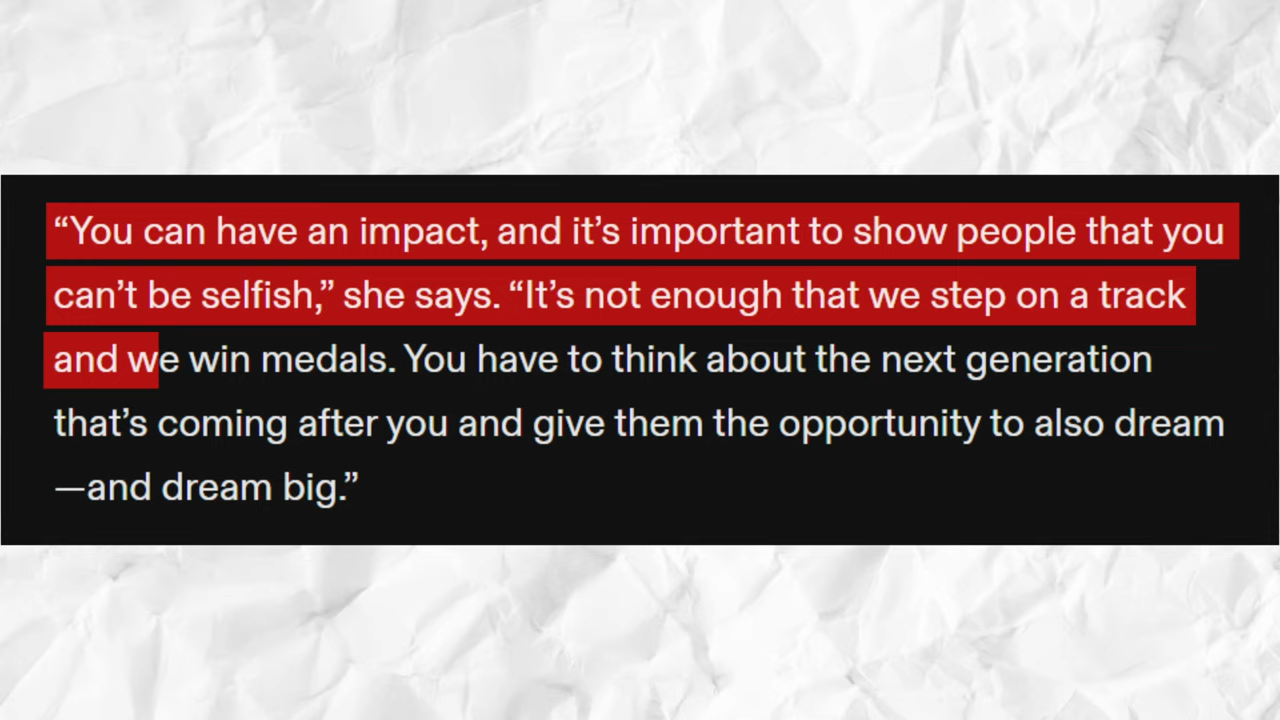 “You can have an impact, and it’s important to show people that you
can’t be selfish,” she says. “It’s not enough that we step on a track
and we win medals. You have to think about the next generation
that’s coming after you and give them the opportunity to also dream
—and dream big.”